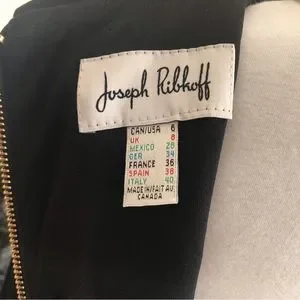 Joseph Ribkoff
CAN/USA 6
UK 8
MEXICO 28
GER 34
FRANCE 36
SPAIN 38
ITALY 40
MADE IN/FAIT AU
CANADA